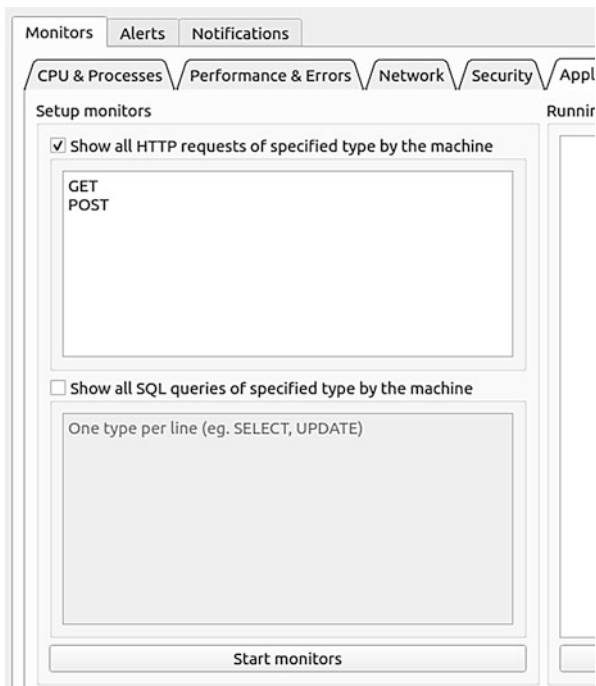 Monitors Alerts Notifications
CPU & Processes Performance & Errors Network Security Appl
Setup monitors Runnin
Show all HTTP requests of specified type by the machine
GET
POST
Show all SQL queries of specified type by the machine
One type per line (eg. SELECT, UPDATE)
Start monitors